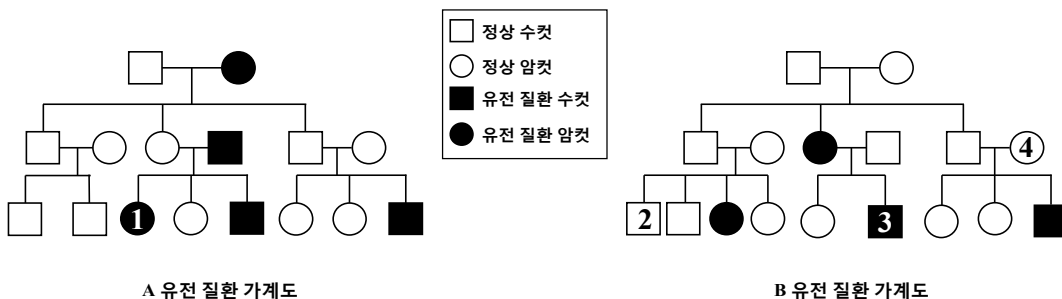 정상 수컷
정상 암컷
유전 질환 수컷
유전 질환 암컷
4
1
2
3
A 유전 질환 가계도
B 유전 질환 가계도